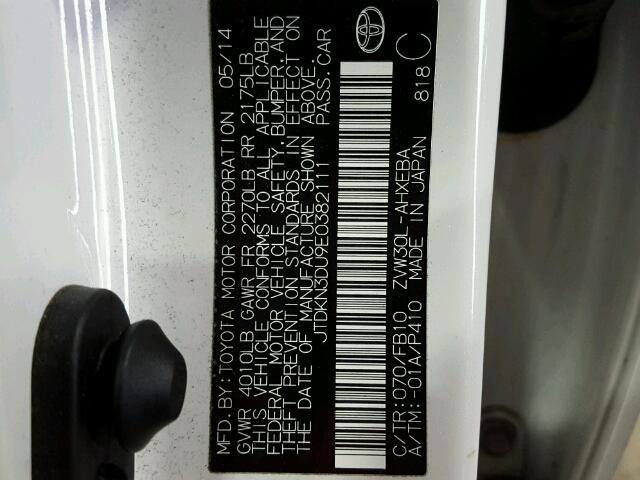 MFD. BY: TOYOTA MOTOR CORPORATION 05/14
GVWR 4010LB GAWR FR 2270LB RR 2175LB
THIS VEHICLE CONFORMS TO ALL APPLICABLE
FEDERAL MOTOR VEHICLE SAFETY, BUMPER, AND
THEFT PREVENTION STANDARDS IN EFFECT ON
THE DATE OF MANUFACTURE SHOWN ABOVE.
JTDKN3DU9E0382111 PASS. CAR
C/TR: 070/FB10 ZVW30L-AHXEBA
A/TM: -01A/P410 MADE IN JAPAN 818 C